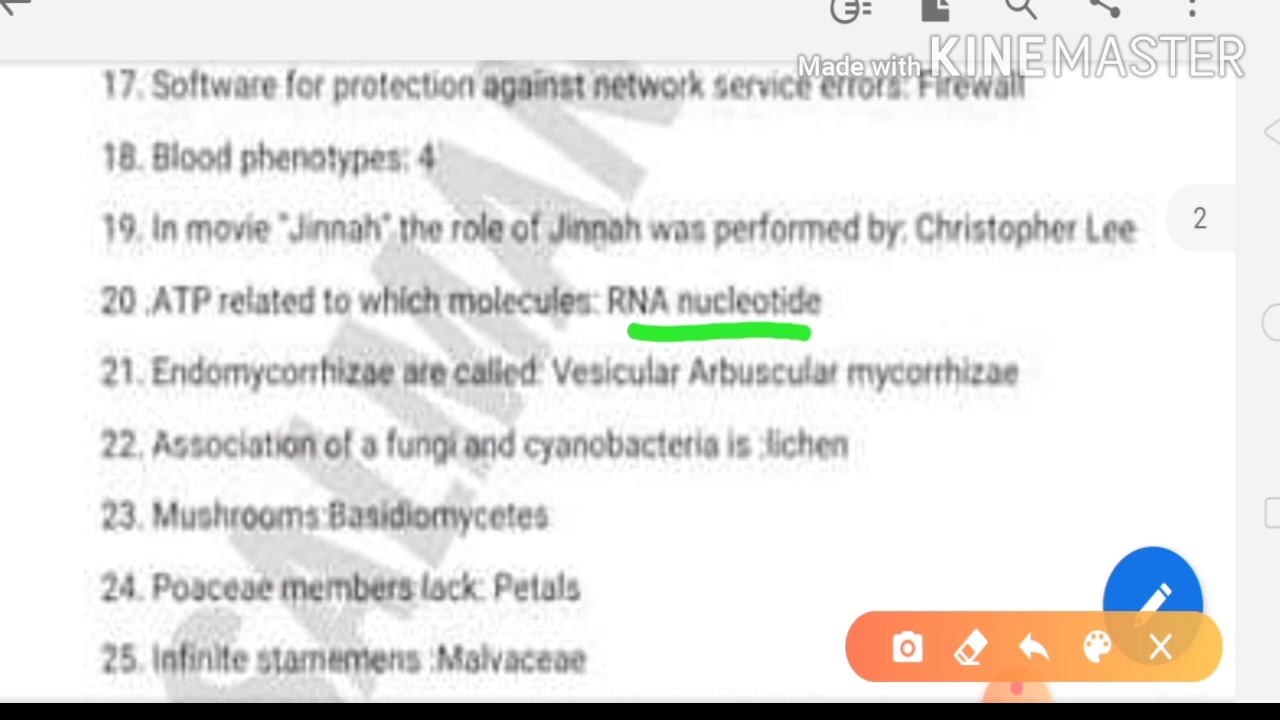 Made with KINEMASTER
17. Software for protection against network service errors: Firewall
18. Blood phenotypes: 4
2
19. In movie "Jinnah" the role of Jinnah was performed by: Christopher Lee
20 .ATP related to which molecules: RNA nucleotide
21. Endomycorrhizae are called: Vesicular Arbuscular mycorrhizae
22. Association of a fungi and cyanobacteria is :lichen
23. Mushrooms:Basidiomycetes
24. Poaceae members lack: Petals
25. Infinite stamemens :Malvaceae